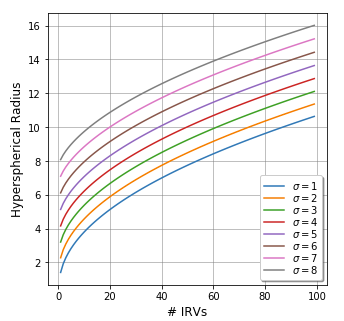 16
14
12
10
8
6
4
2
Hyperspherical Radius
0
20
40
60
80
100
# IRVs
σ = 1
σ = 2
σ = 3
σ = 4
σ = 5
σ = 6
σ = 7
σ = 8